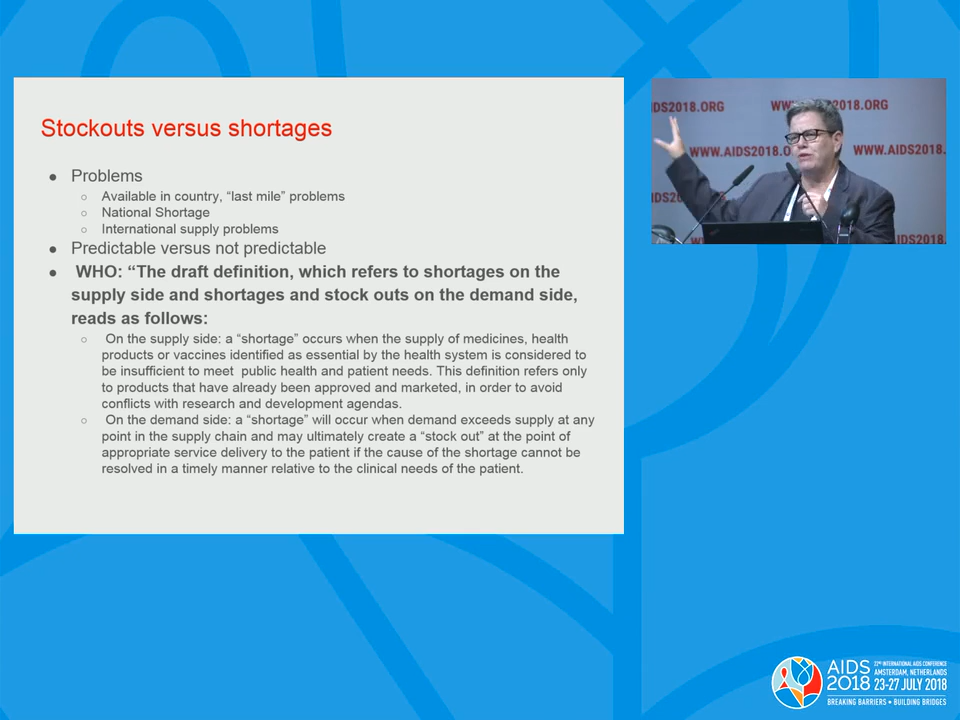 Stockouts versus shortages
● Problems
○ Available in country, “last mile” problems
○ National Shortage
○ International supply problems
● Predictable versus not predictable
● WHO: “The draft definition, which refers to shortages on the
supply side and shortages and stock outs on the demand side,
reads as follows:
○ On the supply side: a “shortage” occurs when the supply of medicines, health
products or vaccines identified as essential by the health system is considered to
be insufficient to meet public health and patient needs. This definition refers only
to products that have already been approved and marketed, in order to avoid
conflicts with research and development agendas.
○ On the demand side: a “shortage” will occur when demand exceeds supply at any
point in the supply chain and may ultimately create a “stock out” at the point of
appropriate service delivery to the patient if the cause of the shortage cannot be
resolved in a timely manner relative to the clinical needs of the patient.
IDS2018.ORG
2018.ORG
WWW.AIDS2018.
WWW.AIDS2018.
IDS2018.
AIDS
2018
22ND INTERNATIONAL AIDS CONFERENCE
AMSTERDAM, NETHERLANDS
23-27 JULY 2018
BREAKING BARRIERS • BUILDING BRIDGES